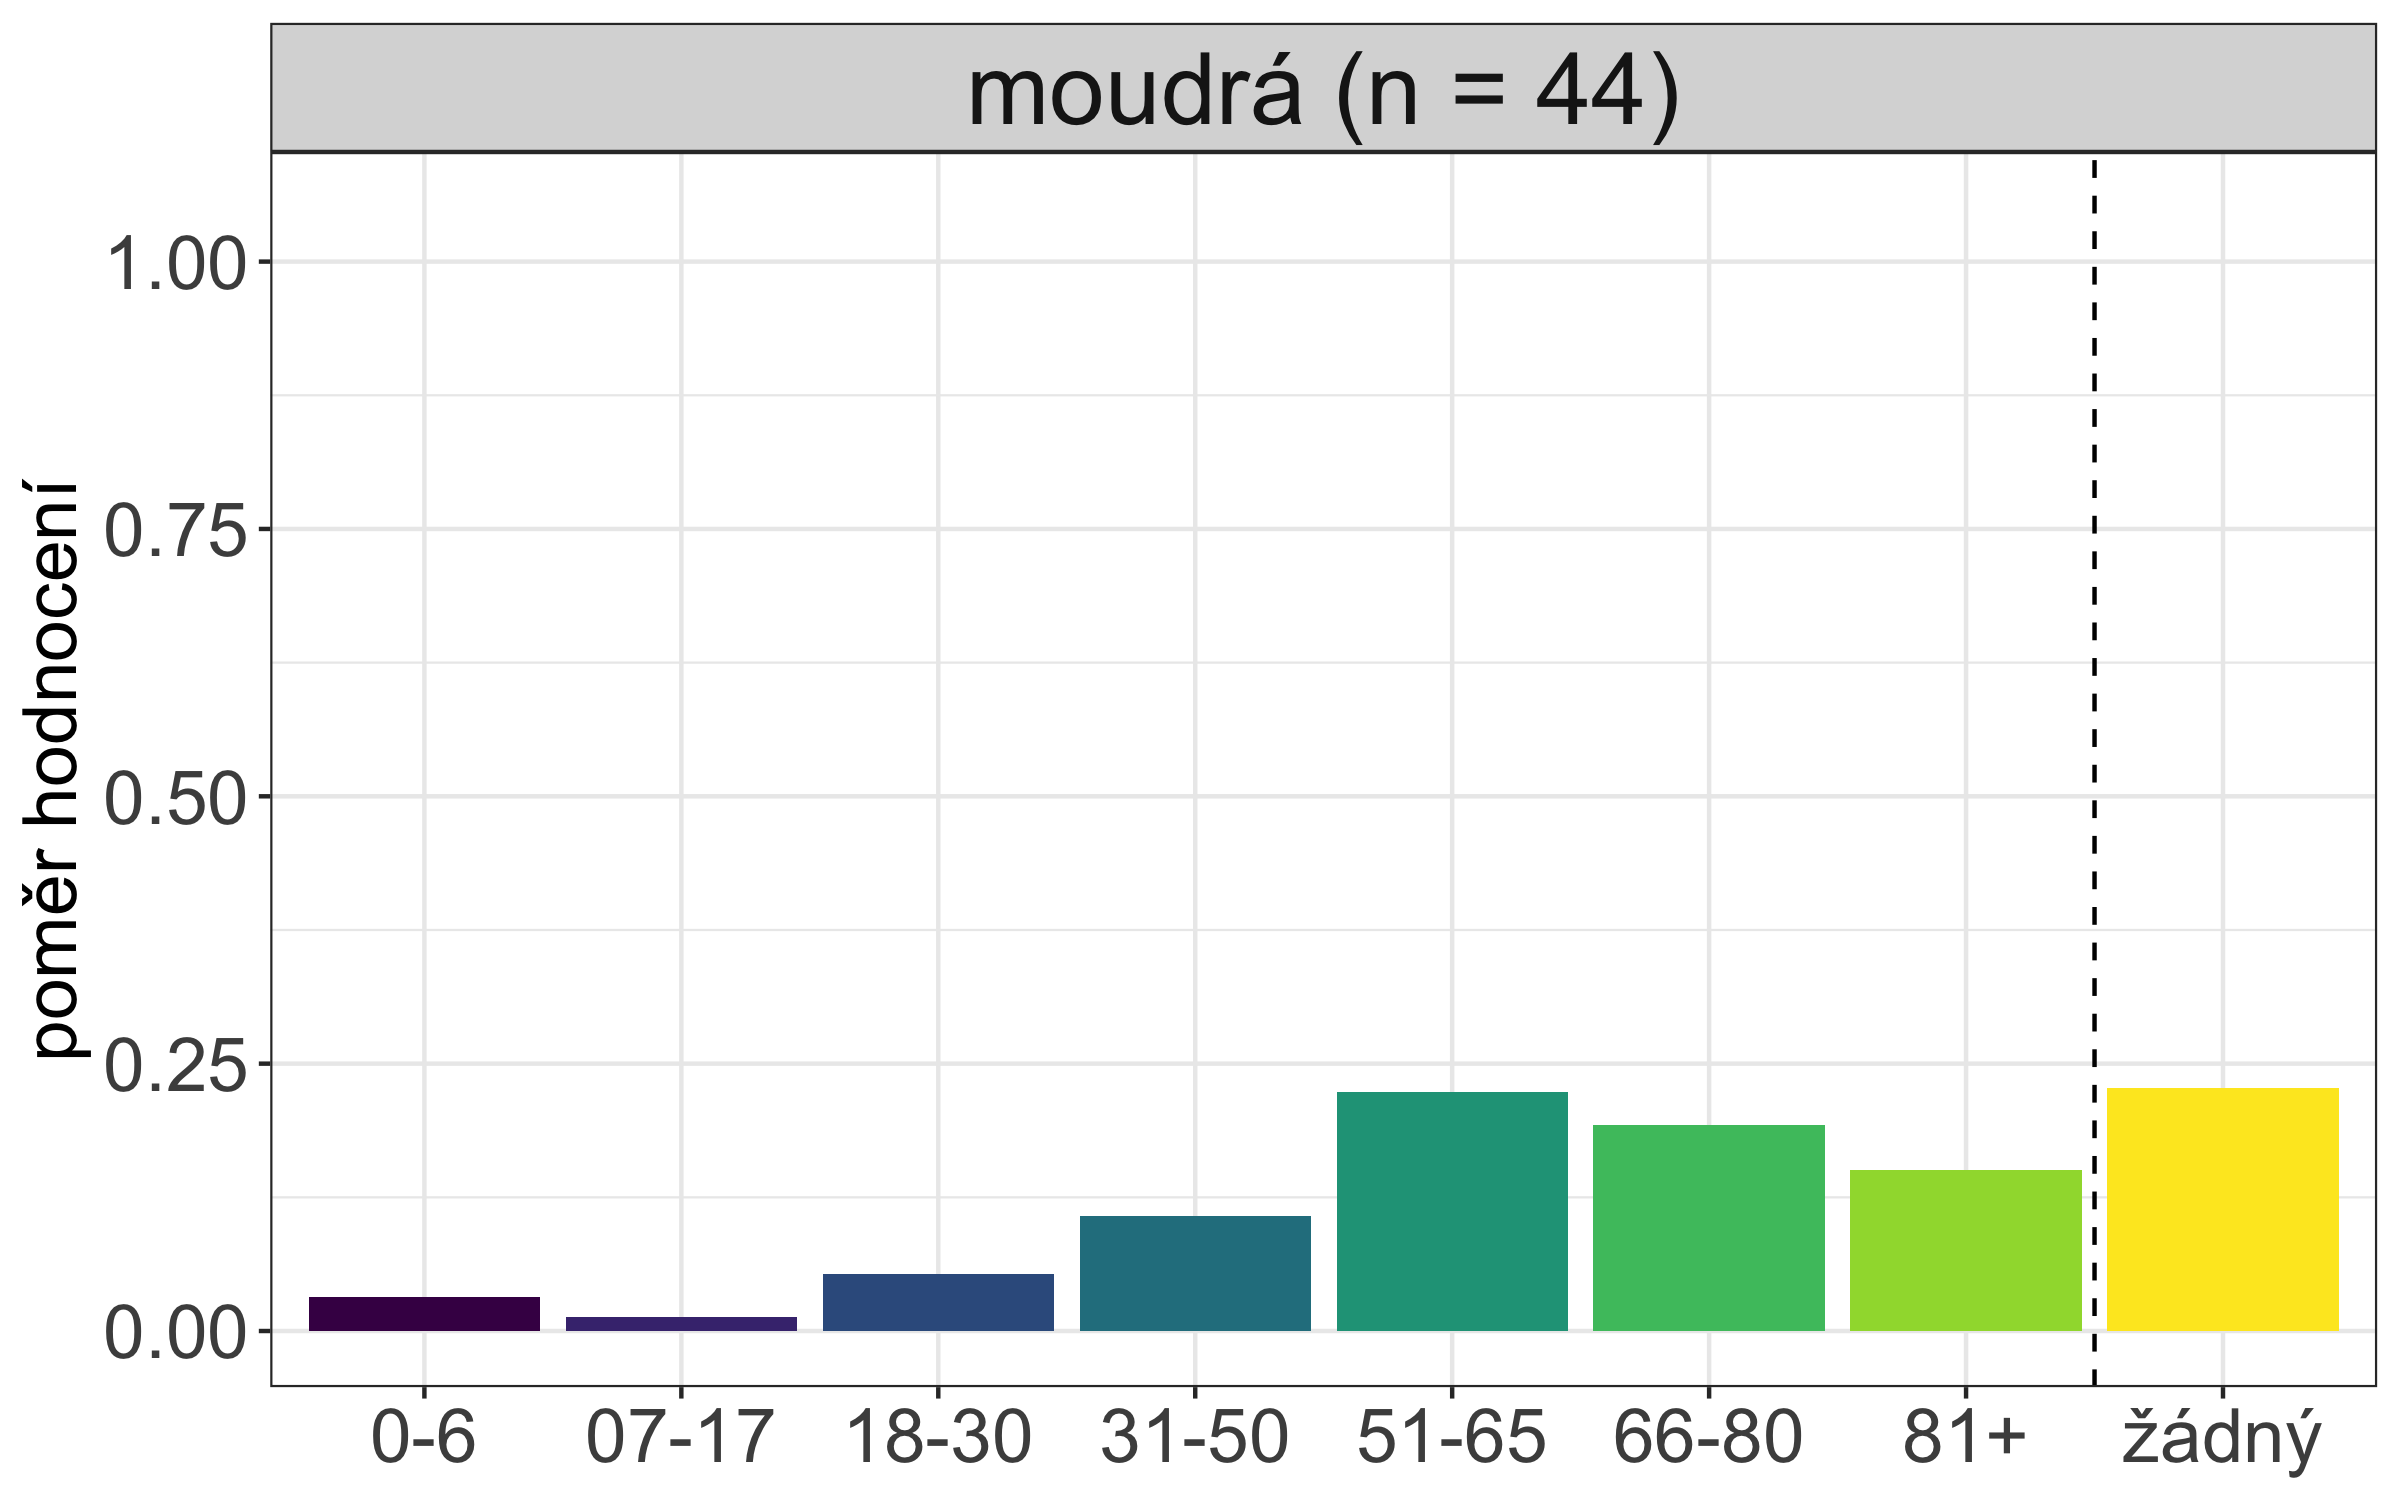 moudrá (n = 44)
poměr hodnocení
1.00
0.75
0.50
0.25
0.00
0-6 07-17 18-30 31-50 51-65 66-80 81+ žádný